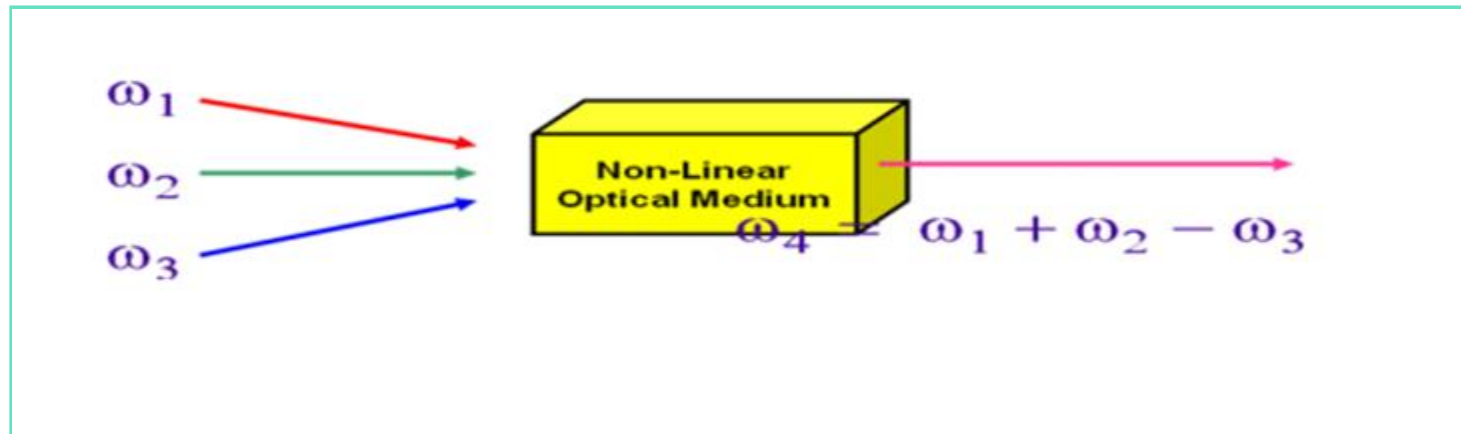 ω₁
ω₂
ω₃
Non-Linear
Optical Medium
ω₄ = ω₁ + ω₂ − ω₃